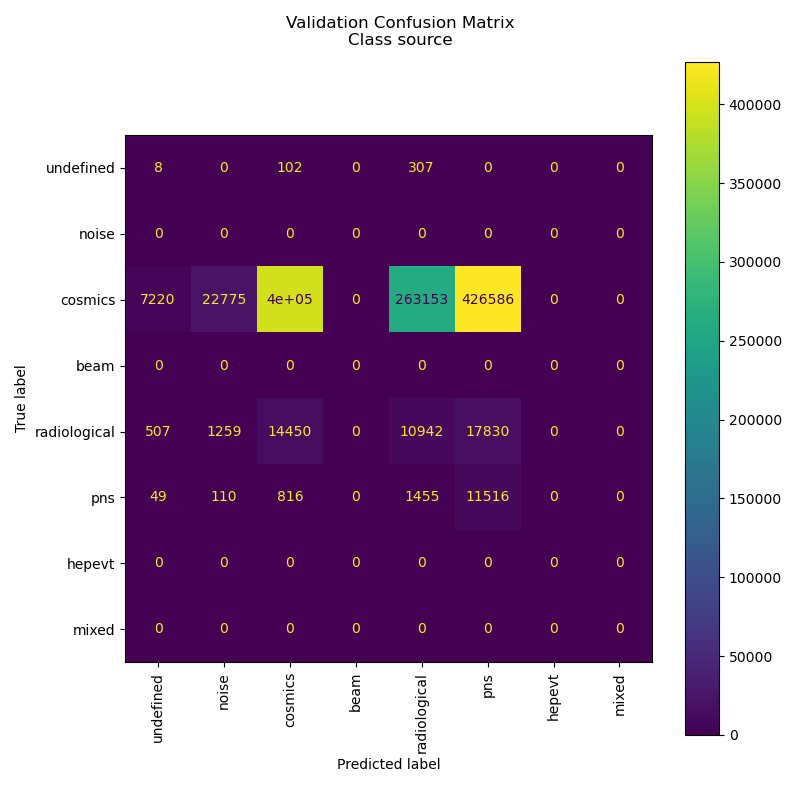 Validation Confusion Matrix
Class source
undefined 8 0 102 0 307 0 0 0
noise 0 0 0 0 0 0 0 0
cosmics 7220 22775 4e+05 0 263153 426586 0 0
beam 0 0 0 0 0 0 0 0
radiological 507 1259 14450 0 10942 17830 0 0
pns 49 110 816 0 1455 11516 0 0
hepevt 0 0 0 0 0 0 0 0
mixed 0 0 0 0 0 0 0 0
True label
undefined noise cosmics beam radiological pns hepevt mixed
Predicted label
400000
350000
300000
250000
200000
150000
100000
50000
0